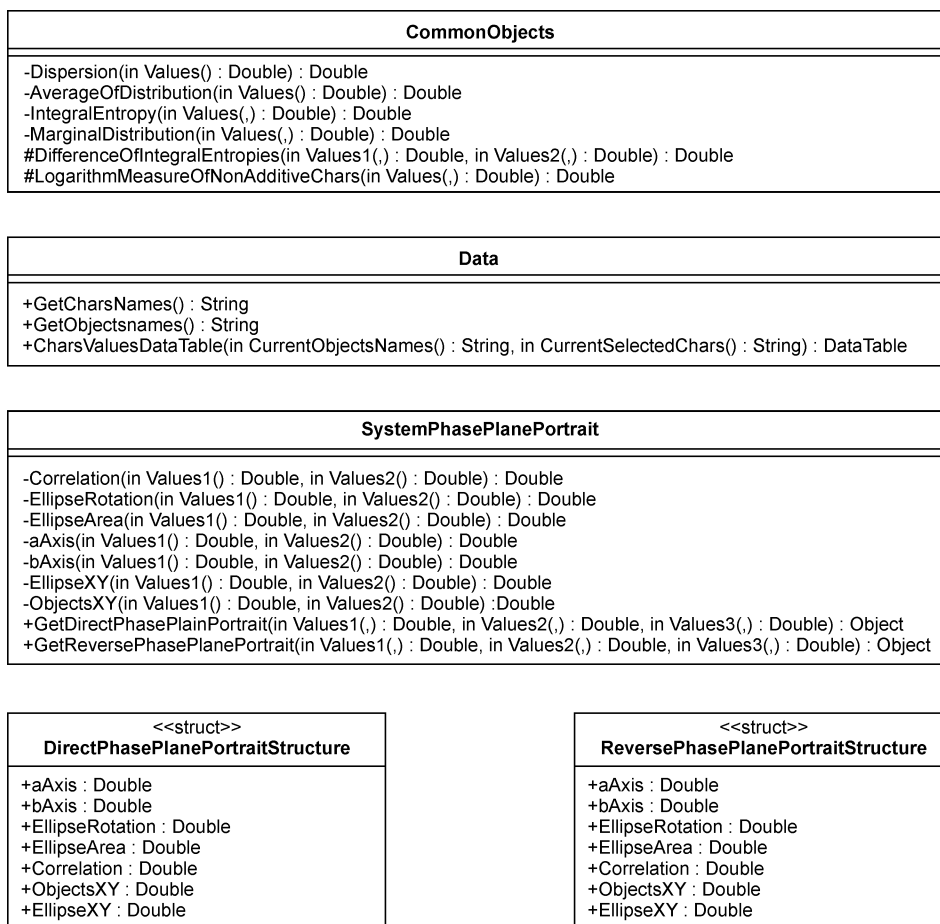 CommonObjects
-Dispersion(in Values() : Double) : Double
-AverageOfDistribution(in Values() : Double) : Double
-IntegralEntropy(in Values(,) : Double) : Double
-MarginalDistribution(in Values(,) : Double) : Double
#DifferenceOfIntegralEntropies(in Values1(,) : Double, in Values2(,) : Double) : Double
#LogarithmMeasureOfNonAdditiveChars(in Values(,) : Double) : Double
Data
+GetCharsNames() : String
+GetObjectsnames() : String
+CharsValuesDataTable(in CurrentObjectsNames() : String, in CurrentSelectedChars() : String) : DataTable
SystemPhasePlanePortrait
-Correlation(in Values1() : Double, in Values2() : Double) : Double
-EllipseRotation(in Values1() : Double, in Values2() : Double) : Double
-EllipseArea(in Values1() : Double, in Values2() : Double) : Double
-aAxis(in Values1() : Double, in Values2() : Double) : Double
-bAxis(in Values1() : Double, in Values2() : Double) : Double
-EllipseXY(in Values1() : Double, in Values2() : Double) : Double
-ObjectsXY(in Values1() : Double, in Values2() : Double) :Double
+GetDirectPhasePlainPortrait(in Values1(,) : Double, in Values2(,) : Double, in Values3(,) : Double) : Object
+GetReversePhasePlanePortrait(in Values1(,) : Double, in Values2(,) : Double, in Values3(,) : Double) : Object
<<struct>>
DirectPhasePlanePortraitStructure
+aAxis : Double
+bAxis : Double
+EllipseRotation : Double
+EllipseArea : Double
+Correlation : Double
+ObjectsXY : Double
+EllipseXY : Double
<<struct>>
ReversePhasePlanePortraitStructure
+aAxis : Double
+bAxis : Double
+EllipseRotation : Double
+EllipseArea : Double
+Correlation : Double
+ObjectsXY : Double
+EllipseXY : Double